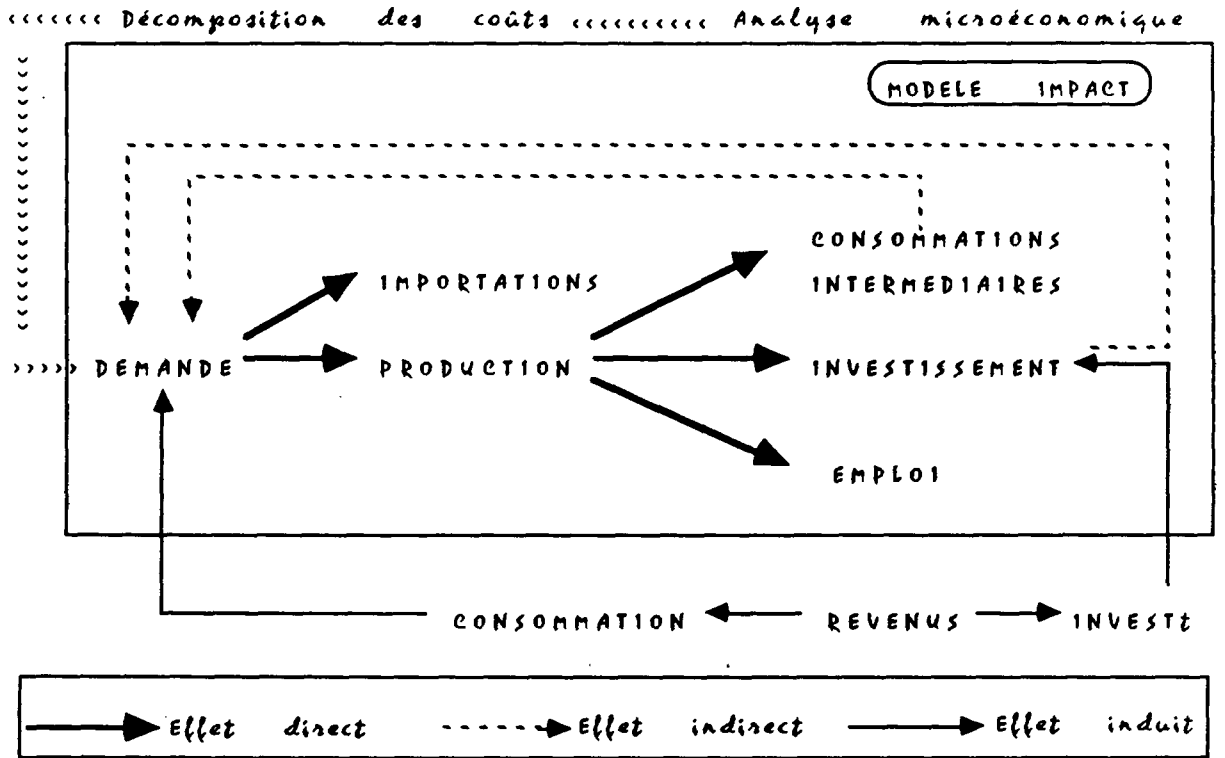 ‹‹‹‹‹‹‹ Décomposition des coûts ‹‹‹‹‹‹‹‹‹‹ Analyse microéconomique
MODELE IMPACT
CONSOMMATIONS
IMPORTATIONS INTERMEDIAIRES
››››› DEMANDE PRODUCTION INVESTISSEMENT
EMPLOI
CONSOMMATION REVENUS INVESTt
Effet direct Effet indirect Effet induit